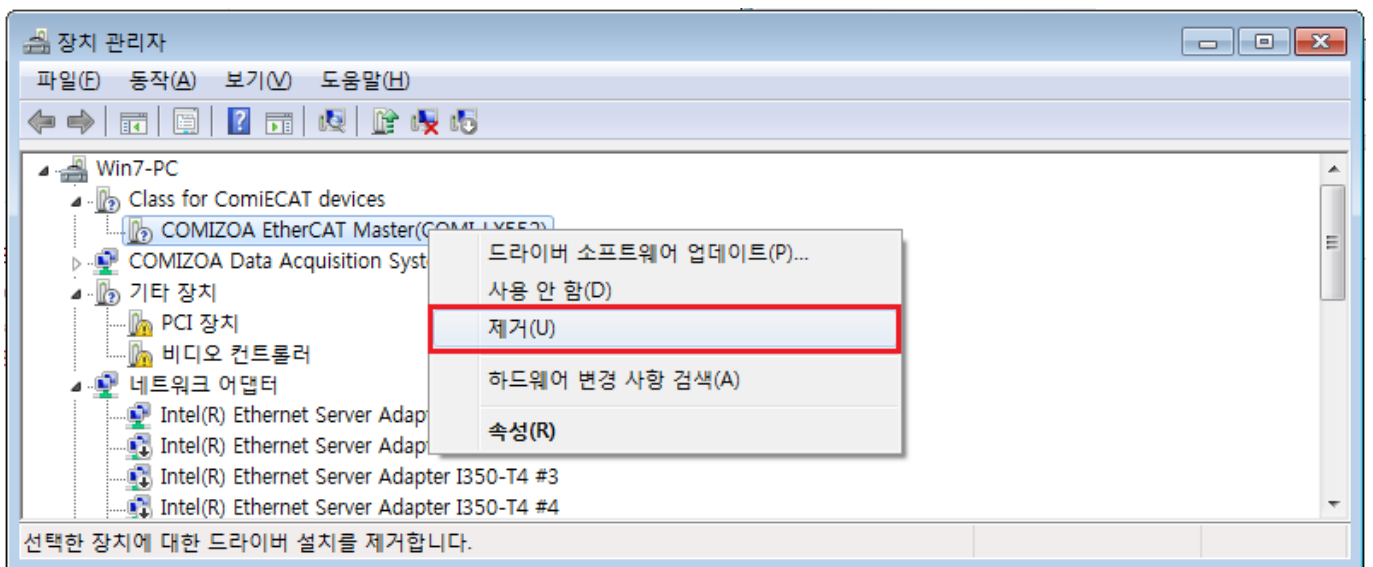 장치 관리자
파일(F) 동작(A) 보기(V) 도움말(H)
Win7-PC
Class for ComiECAT devices
COMIZOA EtherCAT Master(COMI-LX552)
COMIZOA Data Acquisition Syst
기타 장치
PCI 장치
비디오 컨트롤러
네트워크 어댑터
Intel(R) Ethernet Server Adap
Intel(R) Ethernet Server Adap
Intel(R) Ethernet Server Adapter I350-T4 #3
Intel(R) Ethernet Server Adapter I350-T4 #4
드라이버 소프트웨어 업데이트(P)...
사용 안 함(D)
제거(U)
하드웨어 변경 사항 검색(A)
속성(R)
선택한 장치에 대한 드라이버 설치를 제거합니다.